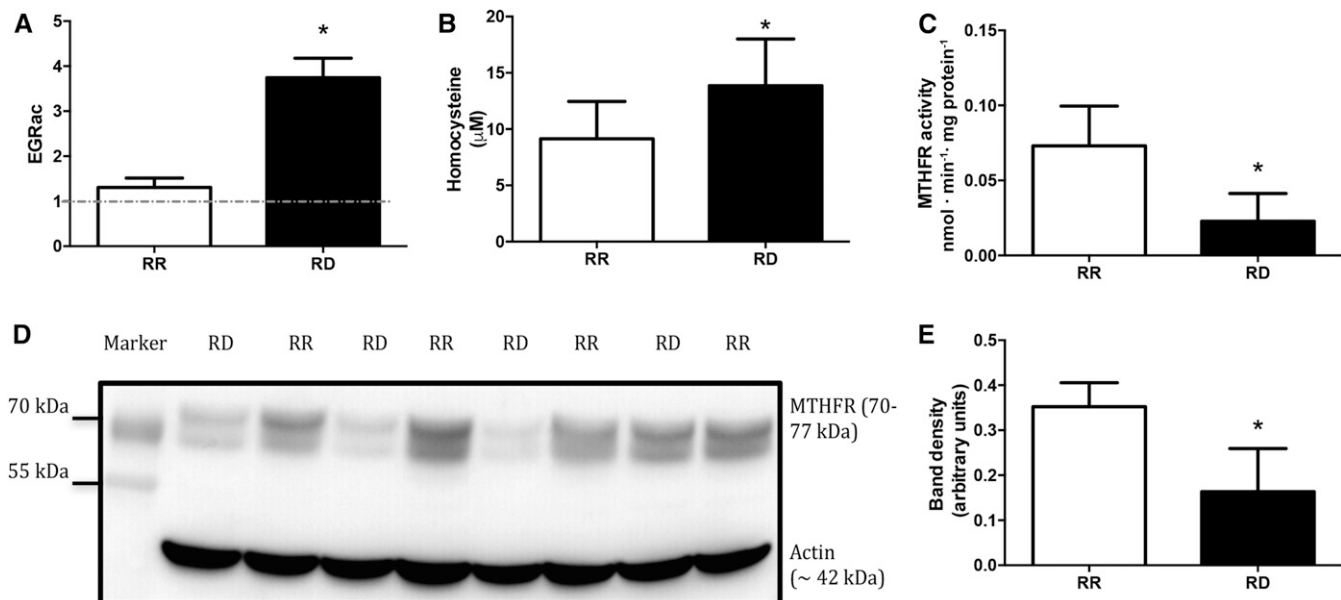 A
EGRac
5
4
3
2
1
0
*
RR
RD
B
Homocysteine
(µM)
20
15
10
5
0
*
RR
RD
C
MTHFR activity
nmol · min⁻¹· mg protein⁻¹
0.15
0.10
0.05
0.00
*
RR
RD
D
Marker RD RR RD RR RD RR RD RR
70 kDa
55 kDa
MTHFR (70-
77 kDa)
Actin
(~ 42 kDa)
E
Band density
(arbitrary units)
0.5
0.4
0.3
0.2
0.1
0.0
*
RR
RD